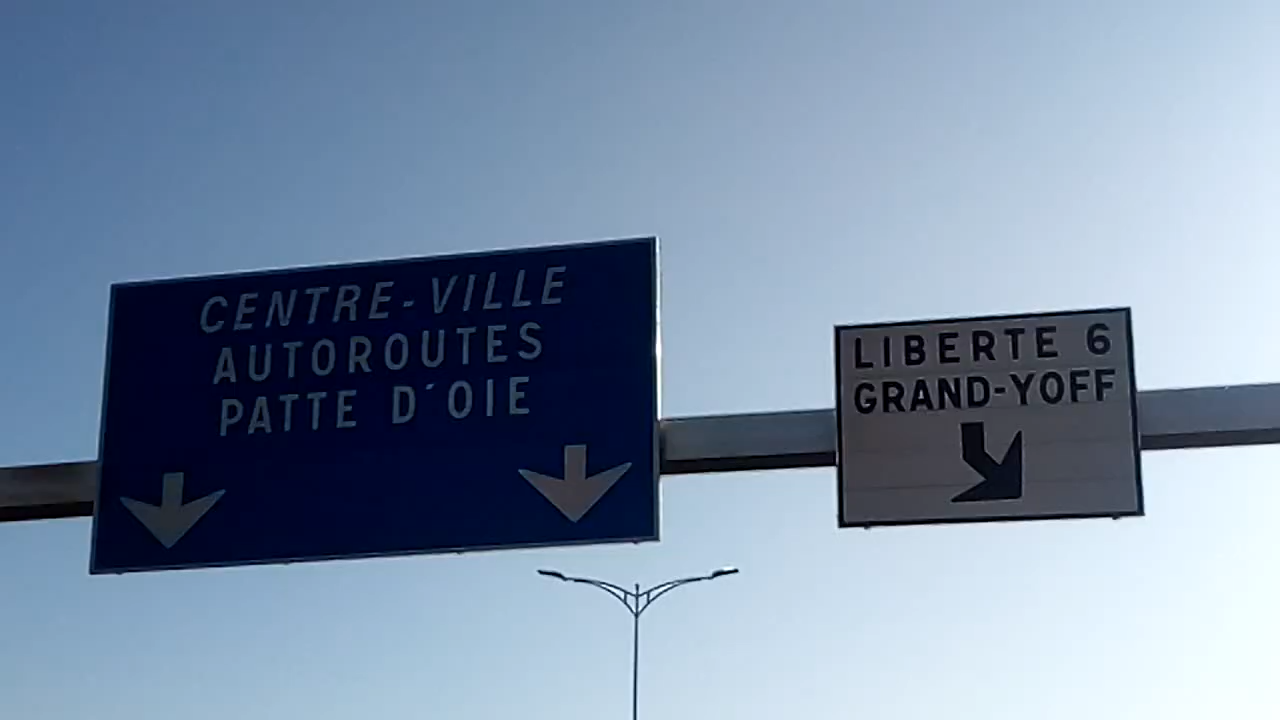 CENTRE-VILLE
AUTOROUTES
PATTE D'OIE
LIBERTE 6
GRAND-YOFF